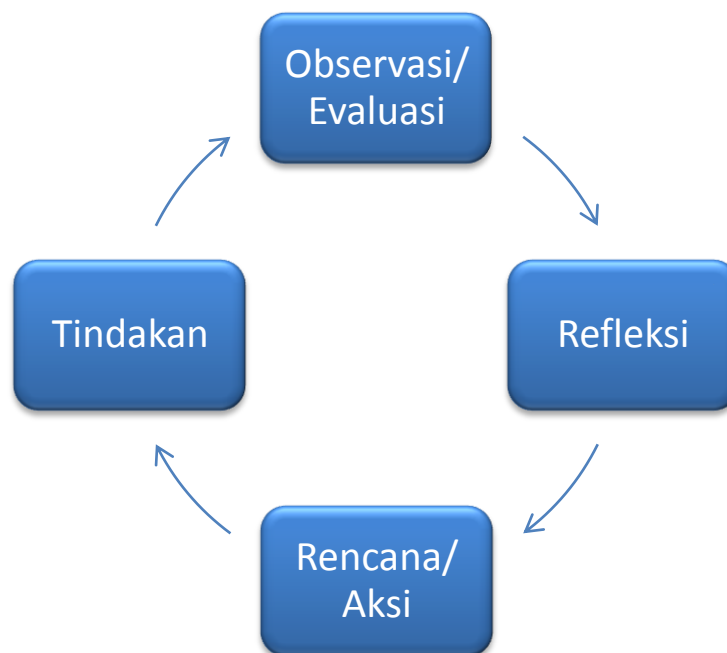 Observasi/
Evaluasi
Tindakan
Refleksi
Rencana/
Aksi